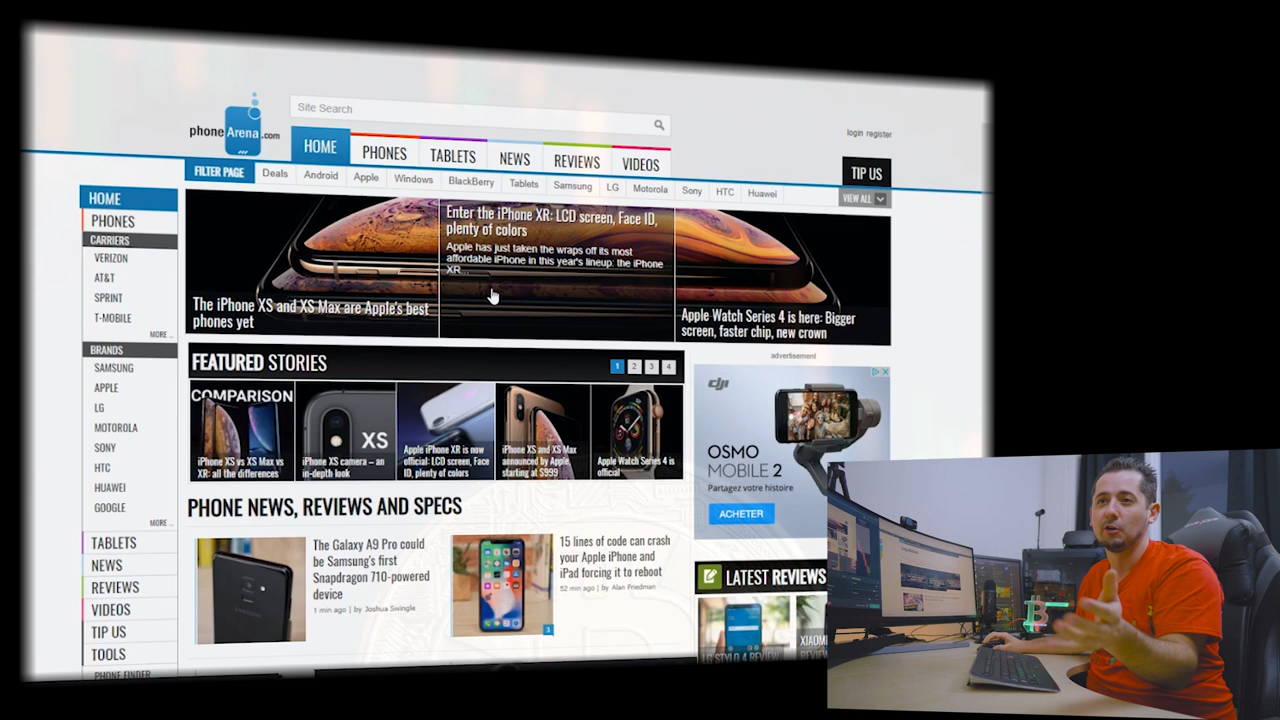 Site Search
phoneArena.com
login register
HOME
PHONES
TABLETS
NEWS
REVIEWS
VIDEOS
TIP US
FILTER PAGE
Deals
Android
Apple
Windows
BlackBerry
Tablets
Samsung
LG
Motorola
Sony
HTC
Huawei
VIEW ALL
HOME
PHONES
CARRIERS
VERIZON
AT&T
SPRINT
T-MOBILE
MORE ...
BRANDS
SAMSUNG
APPLE
LG
MOTOROLA
SONY
HTC
HUAWEI
GOOGLE
MORE ...
TABLETS
NEWS
REVIEWS
VIDEOS
TIP US
TOOLS
PHONE FINDER
The iPhone XS and XS Max are Apple's best
phones yet
Enter the iPhone XR: LCD screen, Face ID,
plenty of colors
Apple has just taken the wraps off its most
affordable iPhone in this year's lineup: the iPhone
XR...
Apple Watch Series 4 is here: Bigger
screen, faster chip, new crown
FEATURED STORIES
1 2 3 4
COMPARISON
iPhone XS vs XS Max vs
XR: all the differences
XS
iPhone XS camera – an
in-depth look
Apple iPhone XR is now
official: LCD screen, Face
ID, plenty of colors
iPhone XS and XS Max
announced by Apple,
starting at $999
Apple Watch Series 4 is
official
advertisement
dji
OSMO
MOBILE 2
Partagez votre histoire
ACHETER
PHONE NEWS, REVIEWS AND SPECS
The Galaxy A9 Pro could
be Samsung's first
Snapdragon 710-powered
device
1 min ago | by Joshua Swingle
SAMSUNG
15 lines of code can crash
your Apple iPhone and
iPad forcing it to reboot
52 min ago | by Alan Friedman
3
LATEST REVIEWS
LG STYLO 4 REVIEW
XIAOMI